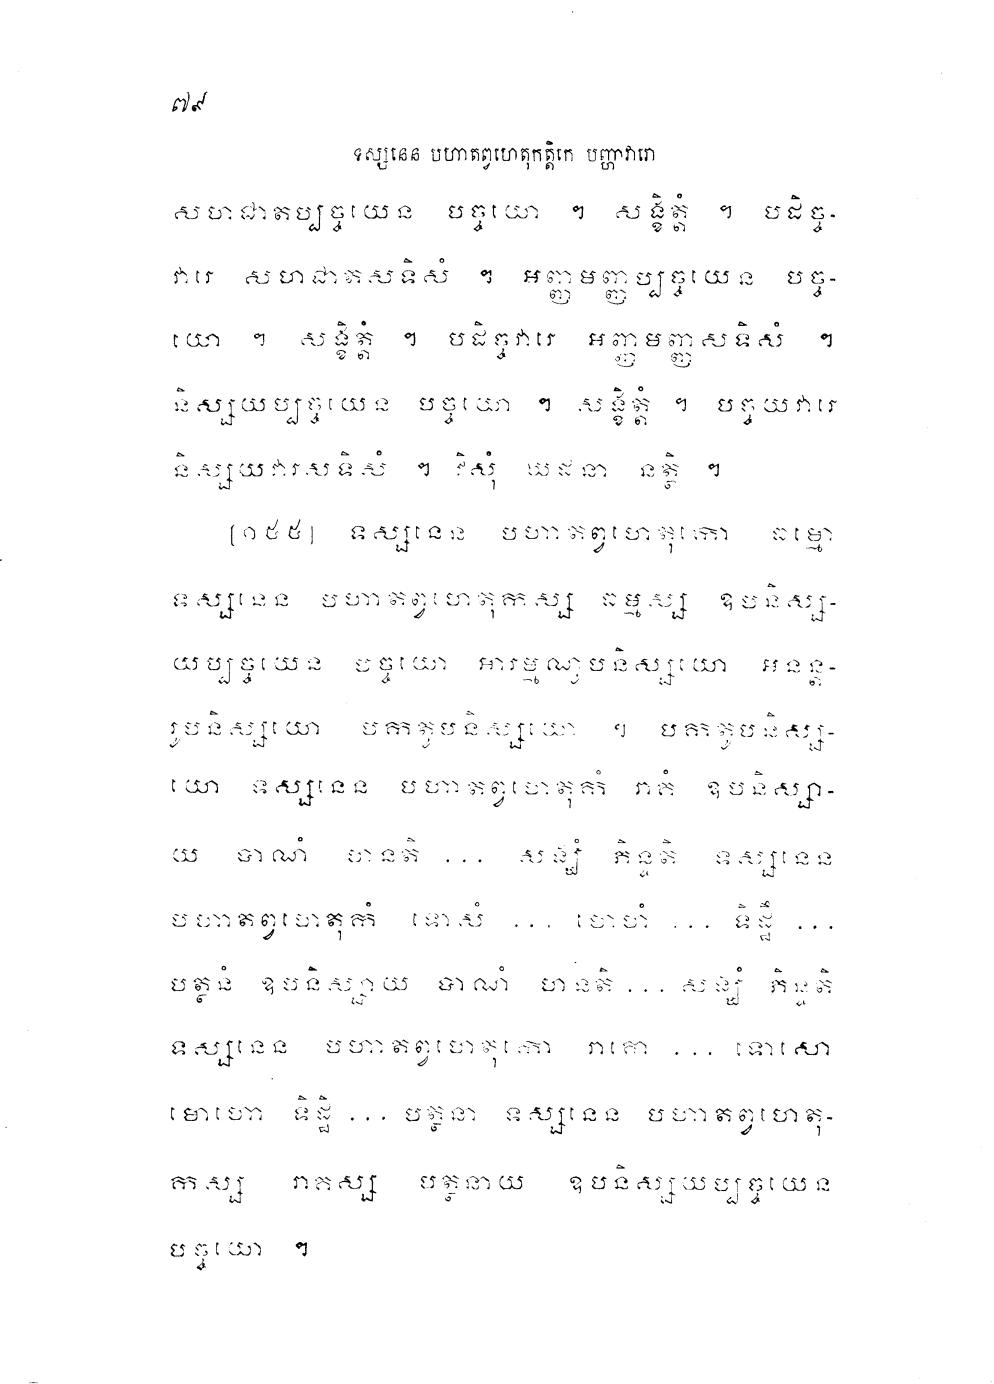 ៧៩
ទស្សនេន បហាតព្វហេតុកត្តិកេ បញ្ហាវារោ
សហជាតប្បច្ចយេន បច្ចយោ ។ សង្ខិត្តំ ។ បដិច្ច-
វារេ សហជាតសទិសំ ។ អញ្ញមញ្ញប្បច្ចយេន បច្ច-
យោ ។ សង្ខិត្តំ ។ បដិច្ចវារេ អញ្ញមញ្ញសទិសំ ។
និស្សយប្បច្ចយេន បច្ចយោ ។ សង្ខិត្តំ ។ បច្ចយវារេ
និស្សយវារសទិសំ ។ វិសុំ ឃដនា នត្ថិ ។
[១៥៥] ទស្សនេន បហាតព្វហេតុកោ ធម្មោ
ទស្សនេន បហាតព្វហេតុកស្ស ធម្មស្ស ឧបនិស្ស-
យប្បច្ចយេន បច្ចយោ អារម្មណូបនិស្សយោ អនន្ត-
រូបនិស្សយោ បកតូបនិស្សយោ ។ បកតូបនិស្ស-
យោ ទស្សនេន បហាតព្វហេតុកំ រាគំ ឧបនិស្សា-
យ បាណំ ហនតិ ... សង្ឃំ ភិន្ទតិ ទស្សនេន
បហាតព្វហេតុកំ ទោសំ ... មោហំ ... ទិដ្ឋឹ ...
បត្ថនំ ឧបនិស្សាយ បាណំ ហនតិ ... សង្ឃំ ភិន្ទតិ
ទស្សនេន បហាតព្វហេតុកោ រាគោ ... ទោសោ
មោហោ ទិដ្ឋិ ... បត្ថនា ទស្សនេន បហាតព្វហេតុ-
កស្ស រាគស្ស បត្ថនាយ ឧបនិស្សយប្បច្ចយេន
បច្ចយោ ។